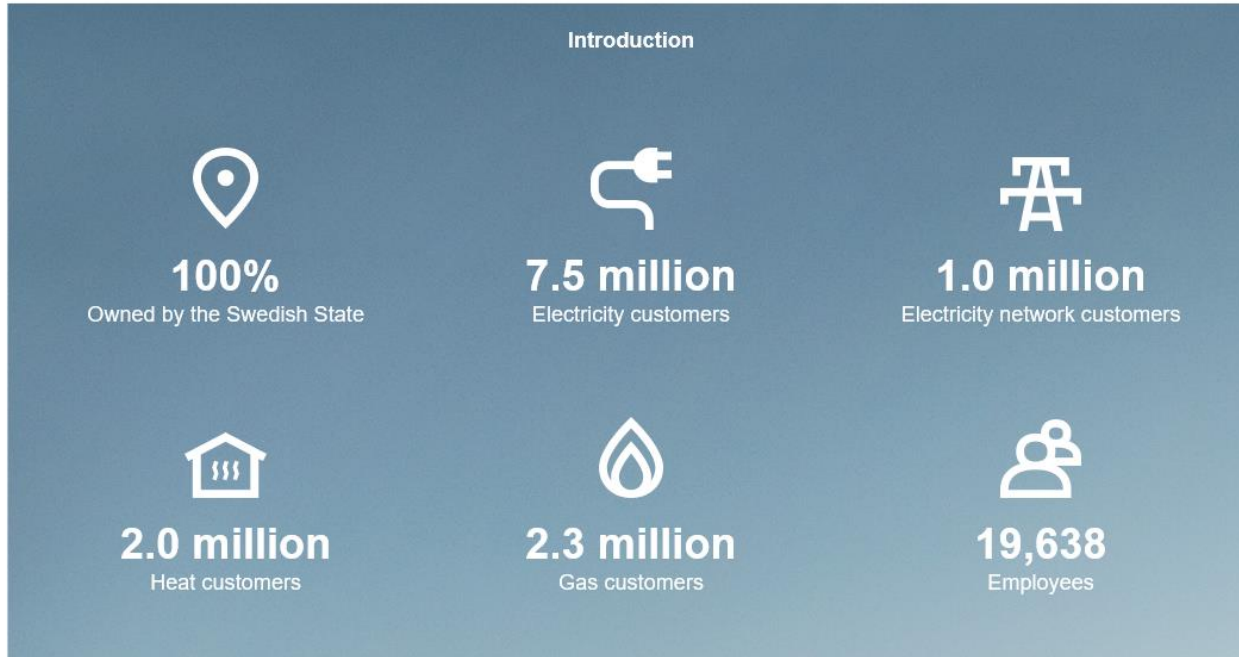 Introduction
100%
Owned by the Swedish State
7.5 million
Electricity customers
1.0 million
Electricity network customers
2.0 million
Heat customers
2.3 million
Gas customers
19,638
Employees